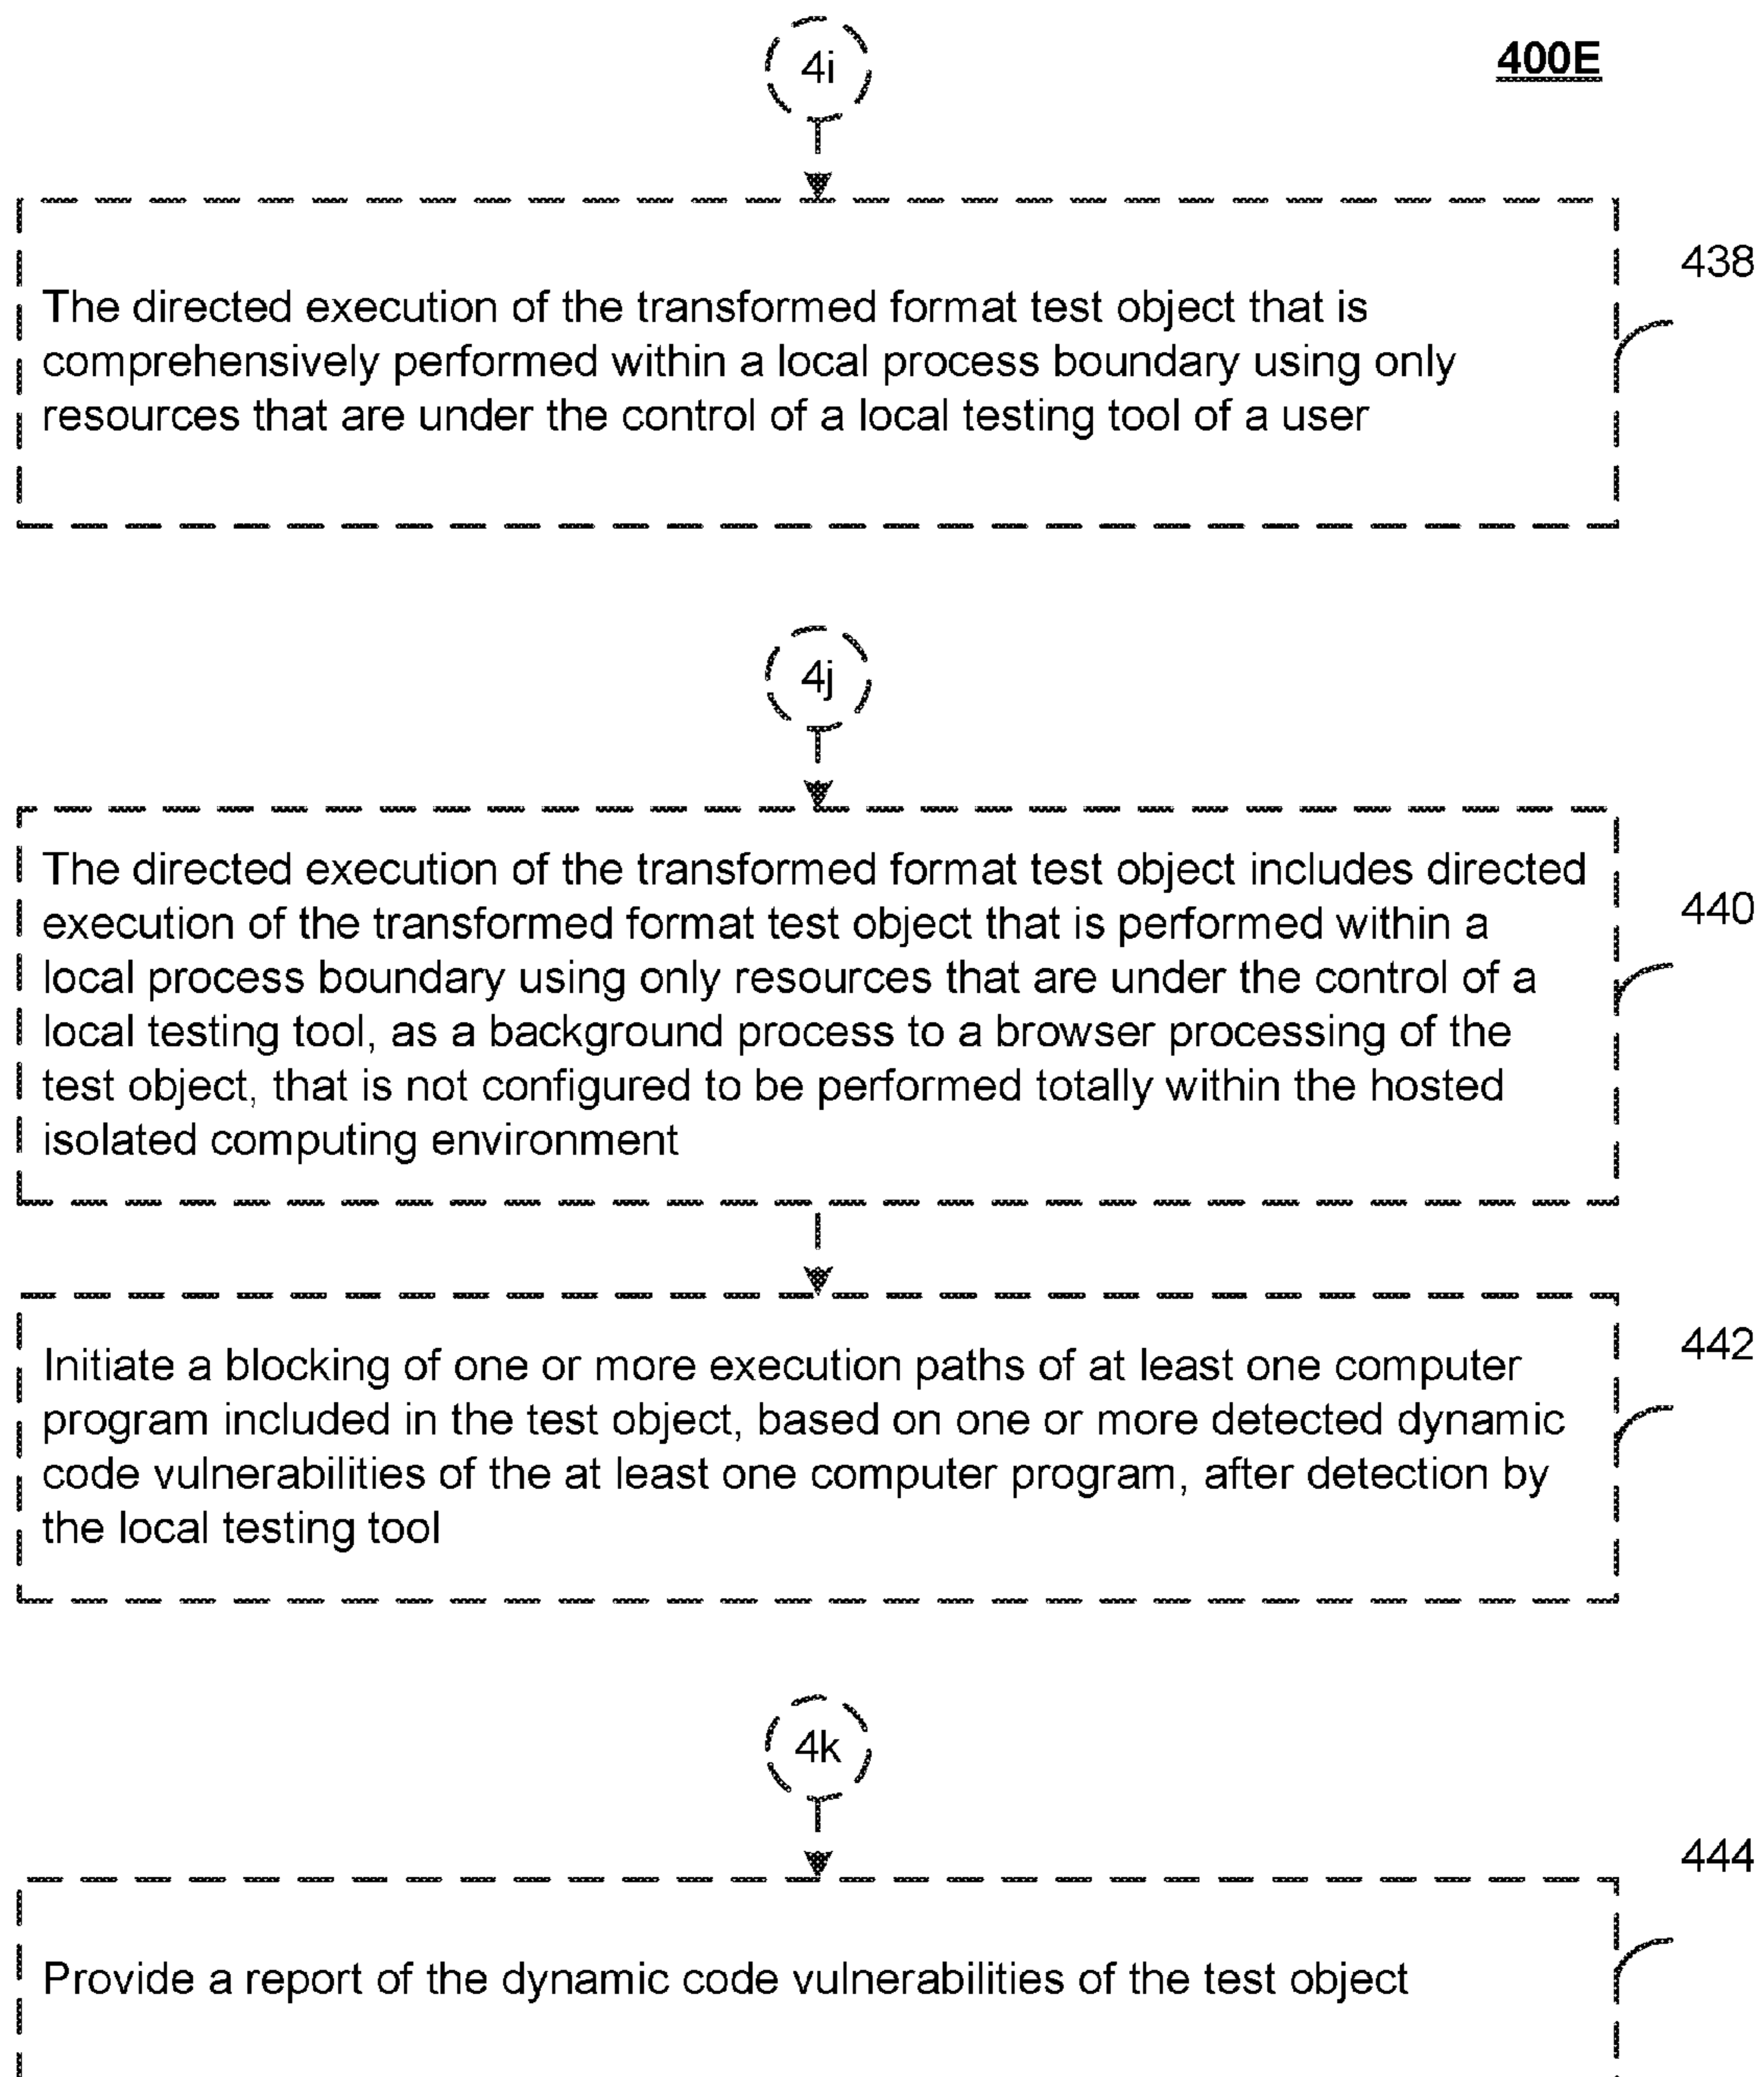 4i
400E
438
The directed execution of the transformed format test object that is
comprehensively performed within a local process boundary using only
resources that are under the control of a local testing tool of a user
4j
The directed execution of the transformed format test object includes directed
execution of the transformed format test object that is performed within a
local process boundary using only resources that are under the control of a
local testing tool, as a background process to a browser processing of the
test object, that is not configured to be performed totally within the hosted
isolated computing environment
440
442
Initiate a blocking of one or more execution paths of at least one computer
program included in the test object, based on one or more detected dynamic
code vulnerabilities of the at least one computer program, after detection by
the local testing tool
4k
444
Provide a report of the dynamic code vulnerabilities of the test object